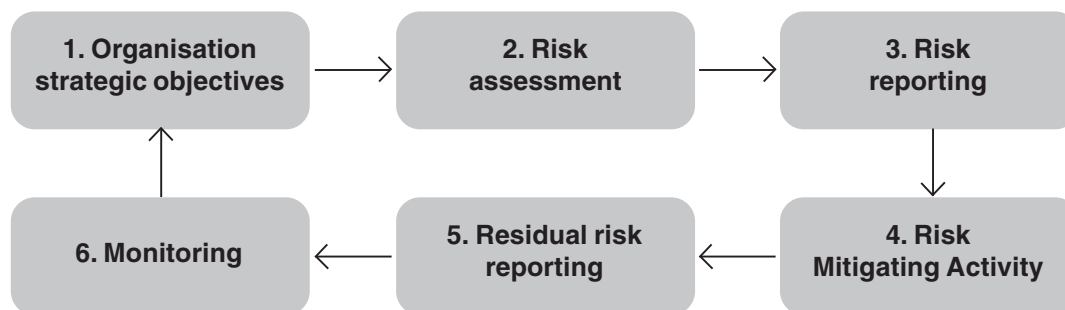 1. Organisation
strategic objectives
2. Risk
assessment
3. Risk
reporting
4. Risk
Mitigating Activity
5. Residual risk
reporting
6. Monitoring